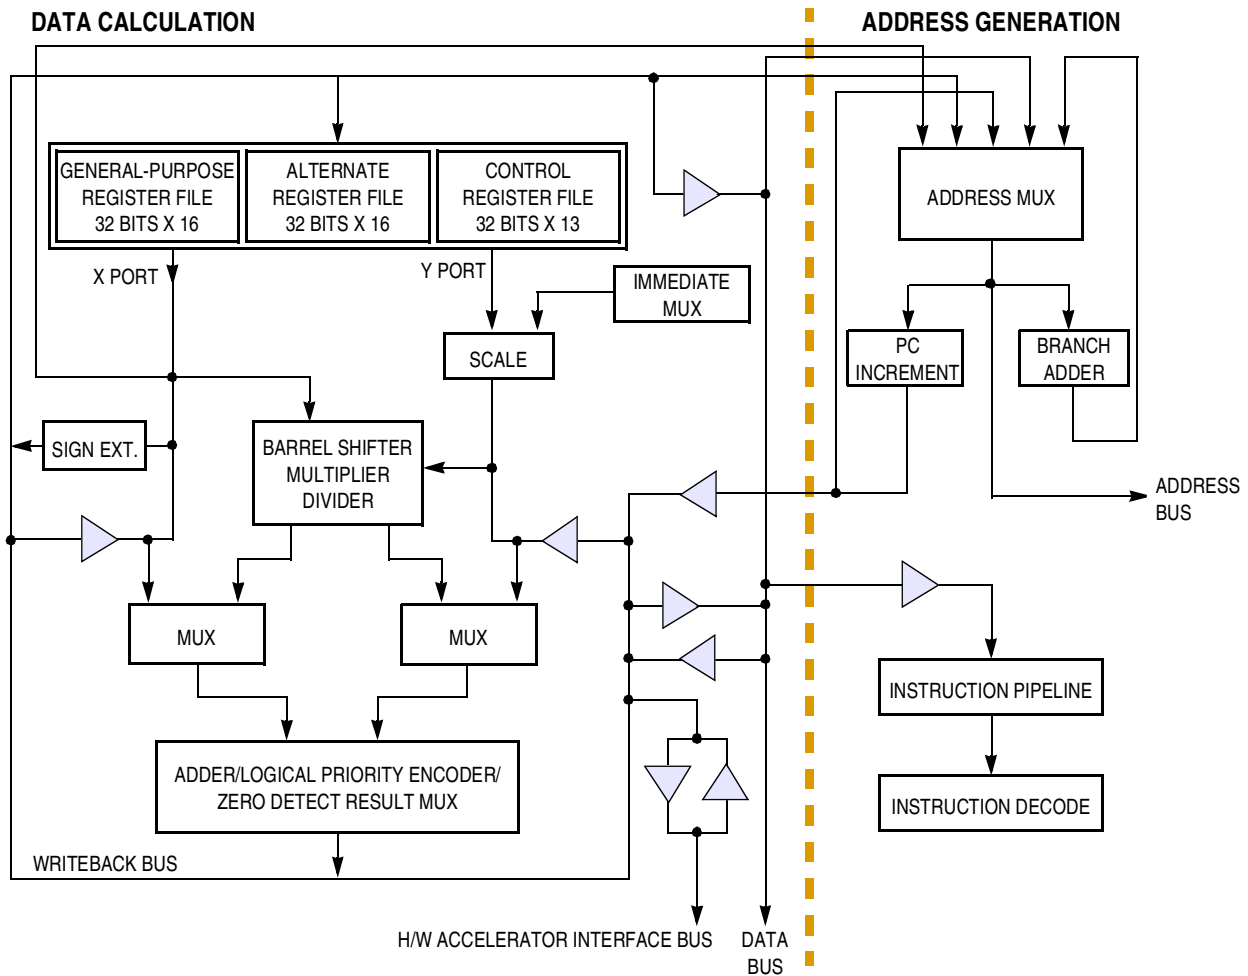 DATA CALCULATION
ADDRESS GENERATION
GENERAL-PURPOSE
REGISTER FILE
32 BITS X 16
ALTERNATE
REGISTER FILE
32 BITS X 16
CONTROL
REGISTER FILE
32 BITS X 13
ADDRESS MUX
X PORT
Y PORT
IMMEDIATE
MUX
SCALE
PC
INCREMENT
BRANCH
ADDER
SIGN EXT.
BARREL SHIFTER
MULTIPLIER
DIVIDER
ADDRESS
BUS
MUX
MUX
INSTRUCTION PIPELINE
ADDER/LOGICAL PRIORITY ENCODER/
ZERO DETECT RESULT MUX
INSTRUCTION DECODE
WRITEBACK BUS
H/W ACCELERATOR INTERFACE BUS
DATA
BUS